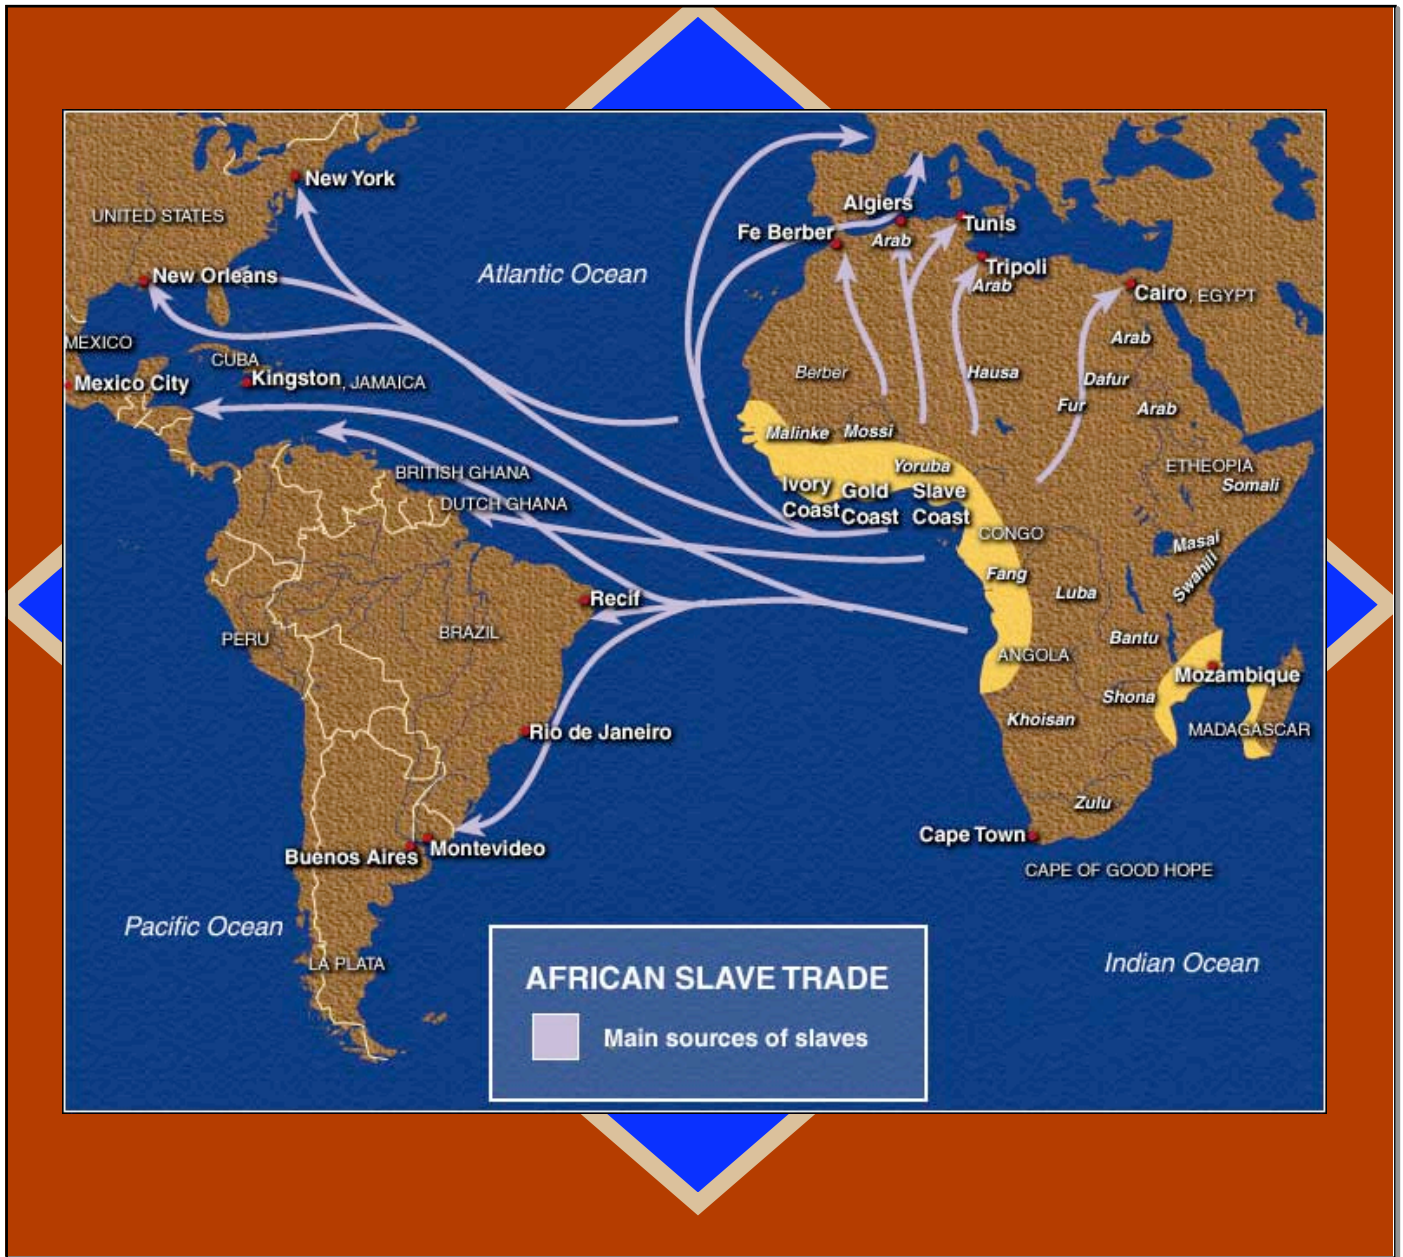 New York
UNITED STATES
New Orleans
Atlantic Ocean
MEXICO
Mexico City
CUBA
Kingston, JAMAICA
BRITISH GHANA
DUTCH GHANA
Recif
PERU
BRAZIL
Rio de Janeiro
Montevideo
Buenos Aires
Pacific Ocean
LA PLATA
Algiers
Fe Berber
Arab
Tunis
Tripoli
Arab
Cairo, EGYPT
Arab
Berber
Hausa
Dafur
Fur
Arab
Malinke
Mossi
Yoruba
ETHEOPIA
Somali
Ivory
Coast
Gold
Coast
Slave
Coast
CONGO
Masal
Swahili
Fang
Luba
Bantu
ANGOLA
Mozambique
Shona
Khoisan
MADAGASCAR
Zulu
Cape Town
CAPE OF GOOD HOPE
Indian Ocean
AFRICAN SLAVE TRADE
Main sources of slaves